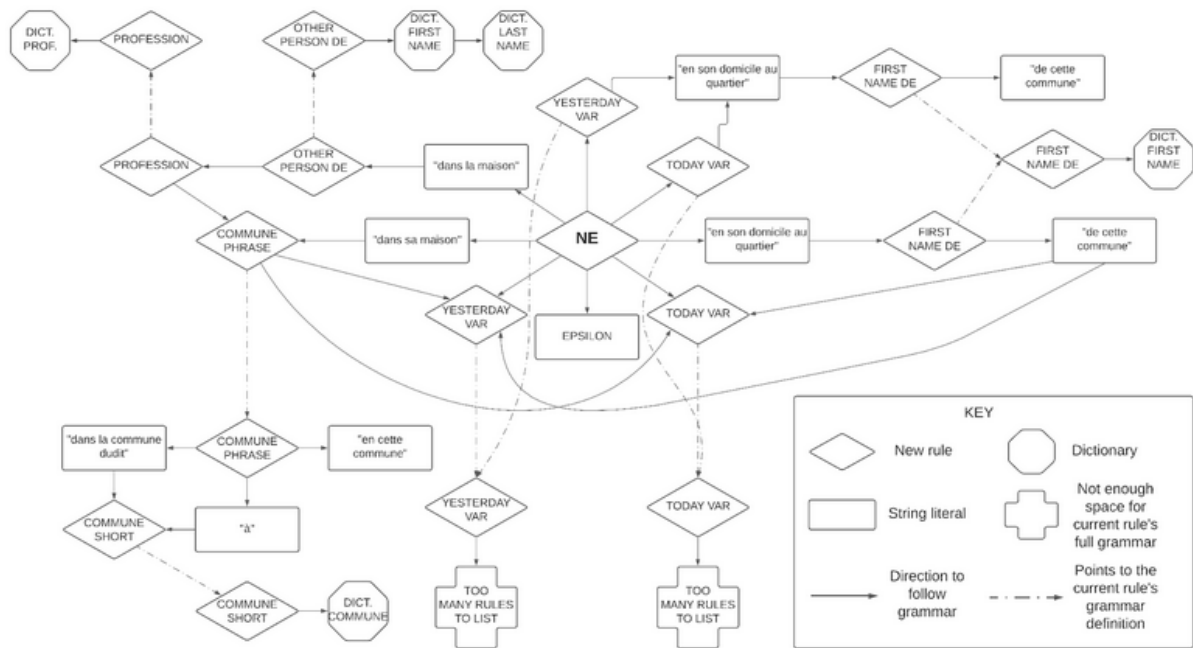 DICT.
PROF.
PROFESSION
OTHER
PERSON DE
DICT.
FIRST
NAME
DICT.
LAST
NAME
YESTERDAY
VAR
"en son domicile au
quartier"
FIRST
NAME DE
"de cette
commune"
PROFESSION
OTHER
PERSON DE
"dans la maison"
TODAY VAR
FIRST
NAME DE
DICT.
FIRST
NAME
COMMUNE
PHRASE
"dans sa maison"
NE
"en son domicile au
quartier"
FIRST
NAME DE
"de cette
commune"
YESTERDAY
VAR
EPSILON
TODAY VAR
"dans la commune
dudit"
COMMUNE
PHRASE
"en cette
commune"
COMMUNE
SHORT
"à"
YESTERDAY
VAR
TODAY VAR
COMMUNE
SHORT
DICT.
COMMUNE
TOO
MANY RULES
TO LIST
TOO
MANY RULES
TO LIST
KEY
New rule
Dictionary
String literal
Not enough
space for
current rule's
full grammar
Direction to
follow
grammar
Points to the
current rule's
grammar
definition